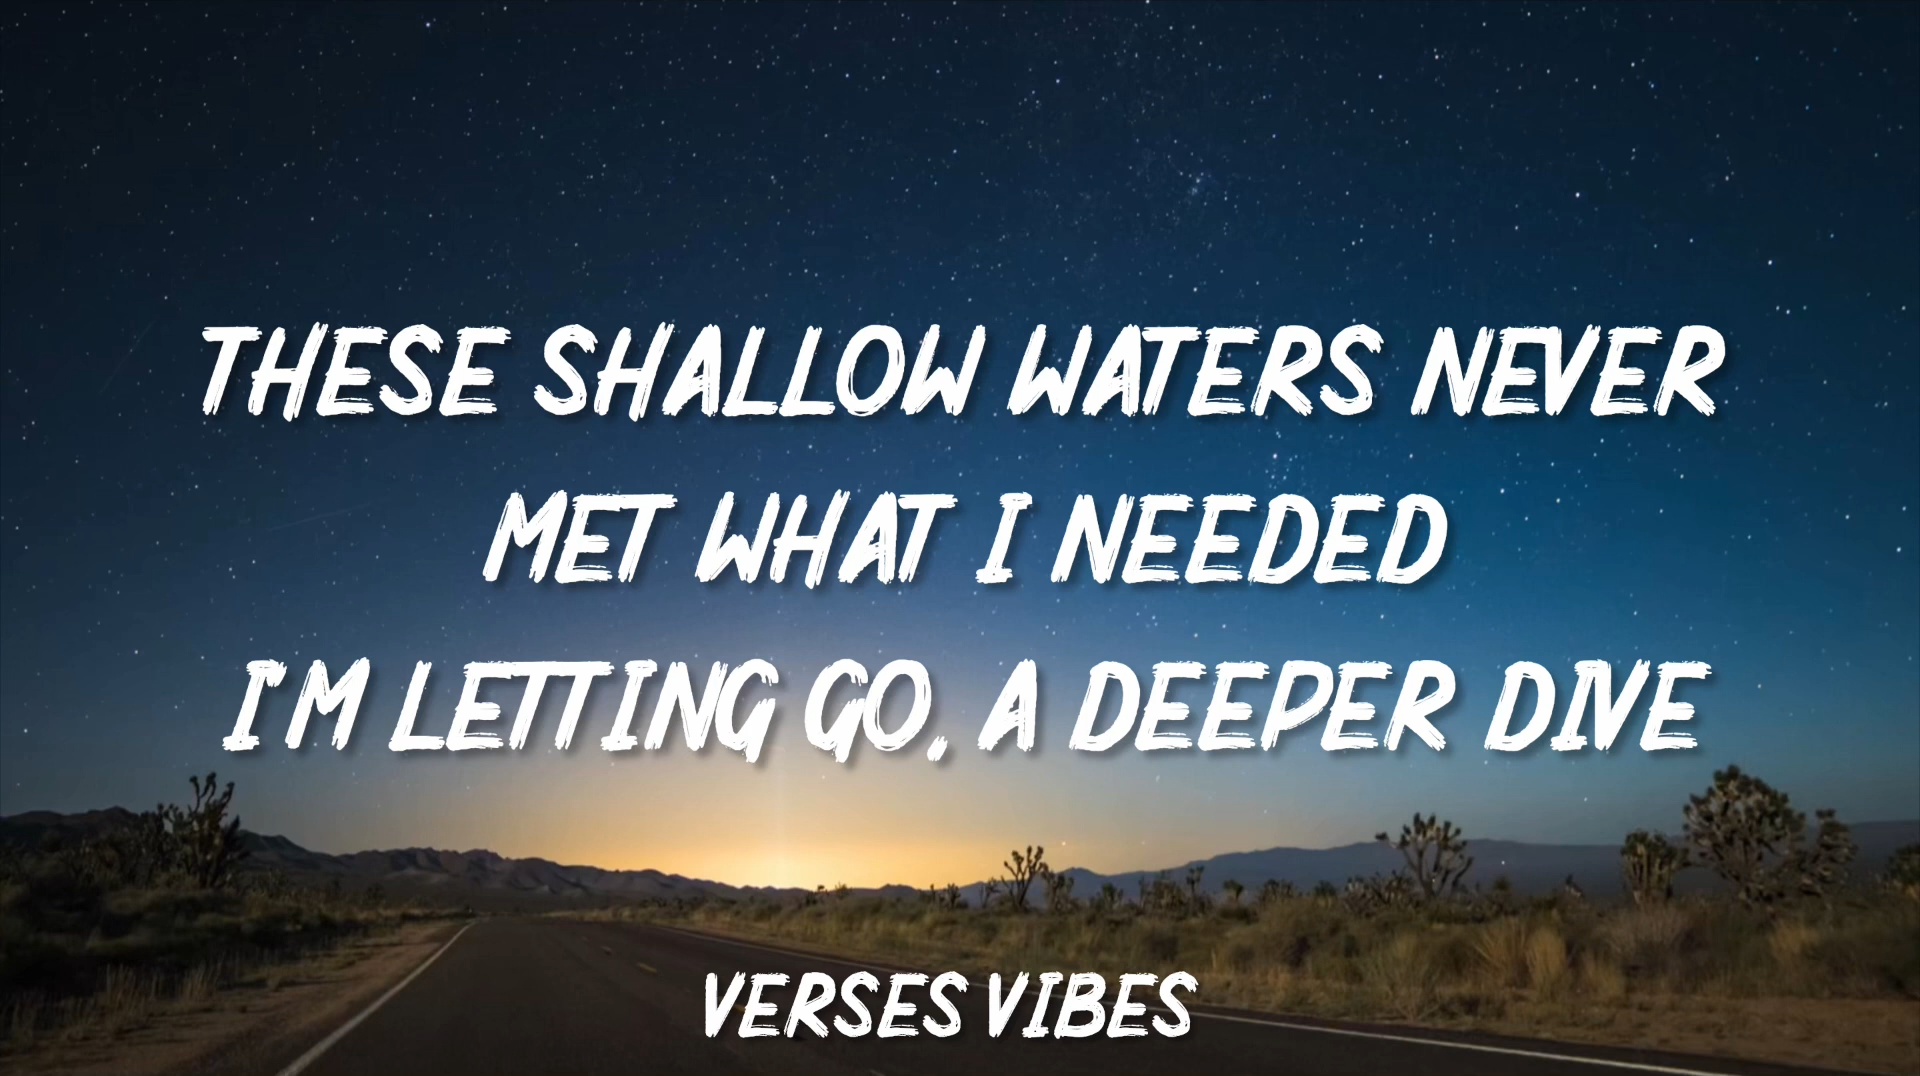 THESE SHALLOW WATERS NEVER
MET WHAT I NEEDED
I'M LETTING GO, A DEEPER DIVE
VERSES VIBES